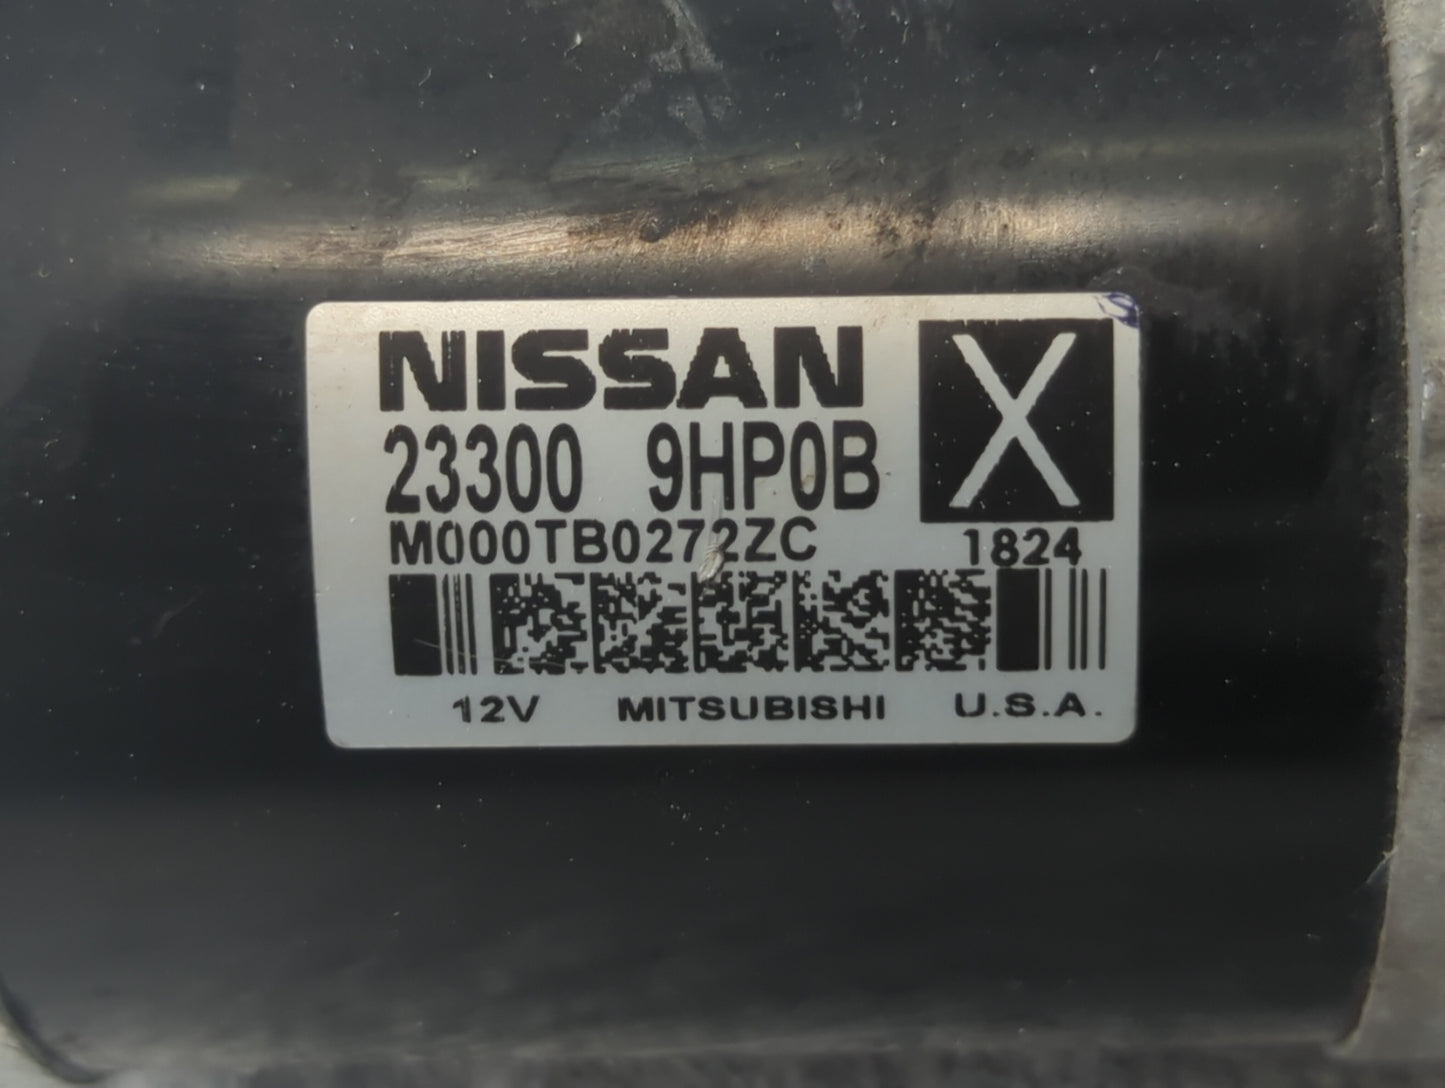 NISSAN X
23300 9HP0B
M000TB0272ZC 1824
12V MITSUBISHI U.S.A.